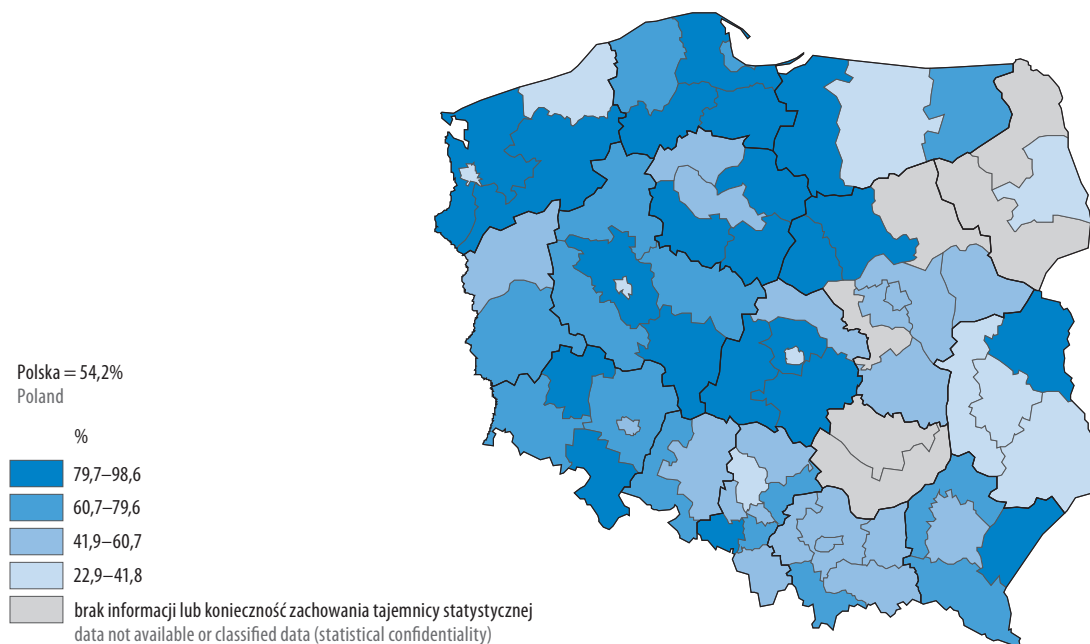 Polska = 54,2%
Poland
%
79,7–98,6
60,7–79,6
41,9–60,7
22,9–41,8
brak informacji lub konieczność zachowania tajemnicy statystycznej
data not available or classified data (statistical confidentiality)